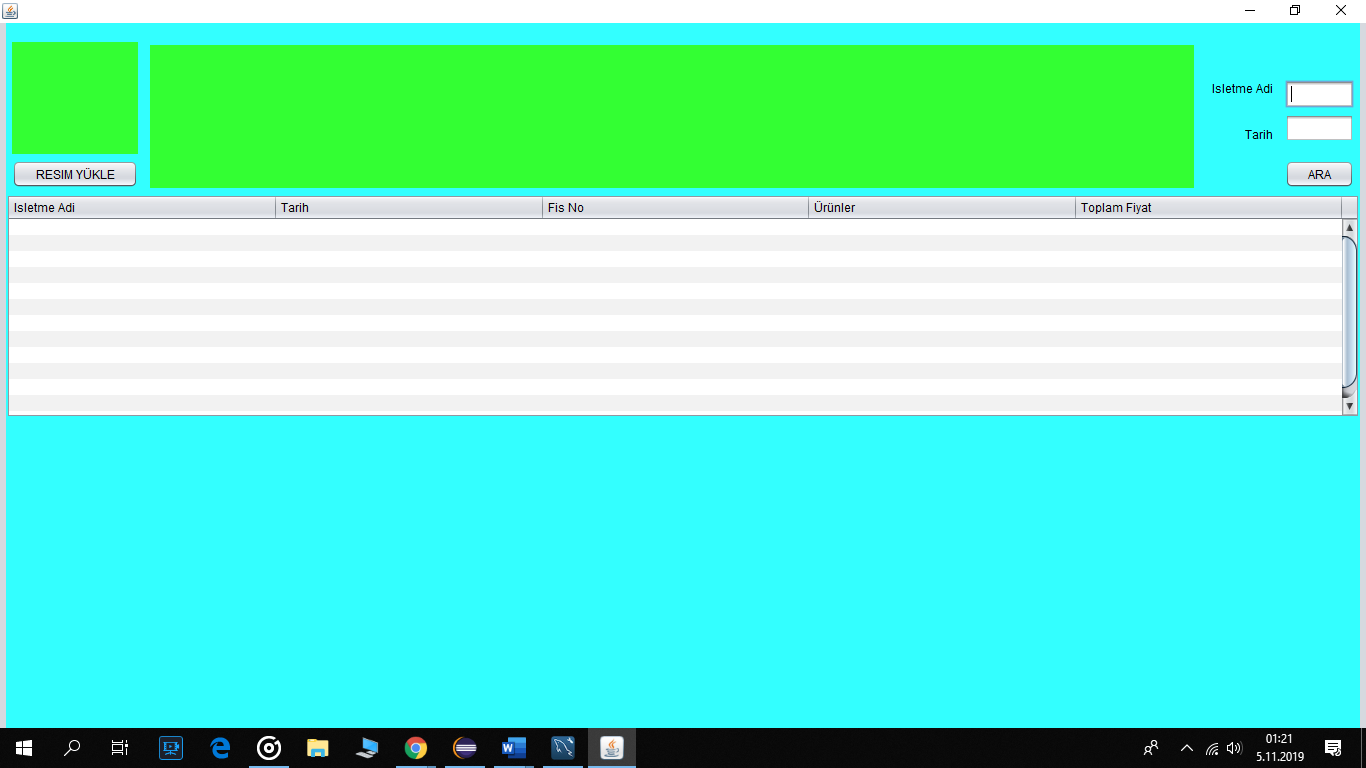 Isletme Adi
Tarih
RESIM YÜKLE
ARA
Isletme Adi Tarih Fis No Ürünler Toplam Fiyat
01:21
5.11.2019